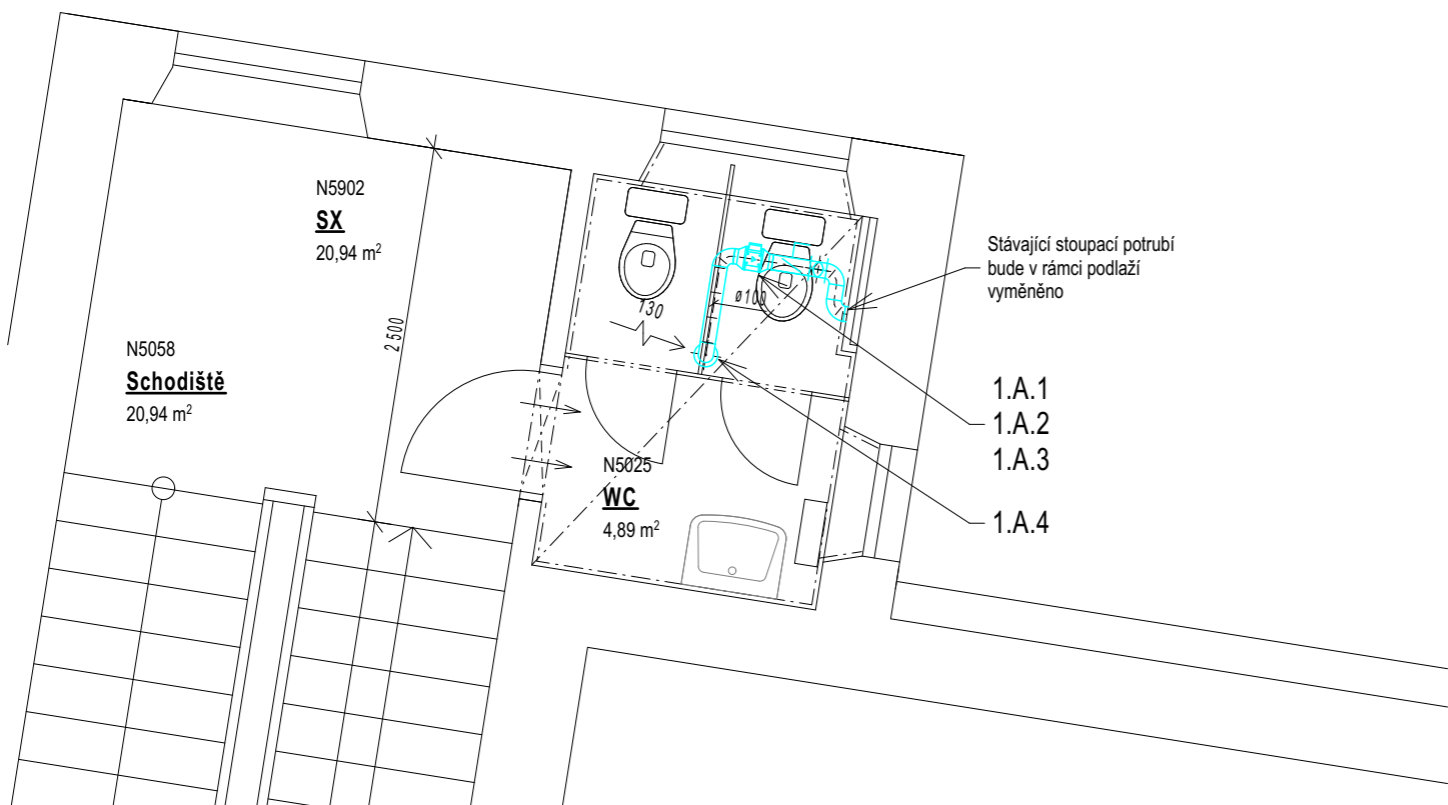 N5902
SX
20,94 m²
N5058
Schodiště
20,94 m²
2 500
130
ø100
N5025
WC
4,89 m²
Stávající stoupací potrubí
bude v rámci podlaží
vyměněno
1.A.1
1.A.2
1.A.3
1.A.4